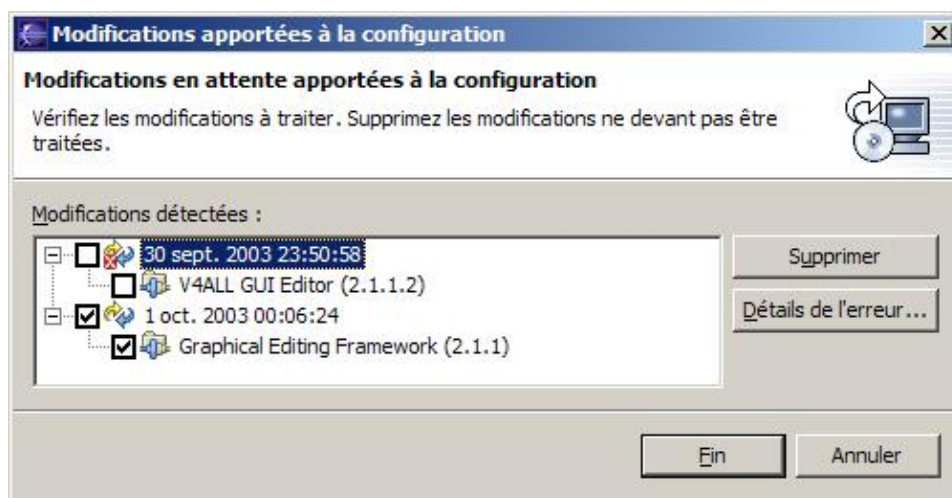 Modifications apportées à la configuration
Modifications en attente apportées à la configuration
Vérifiez les modifications à traiter. Supprimez les modifications ne devant pas être
traitées.
Modifications détectées :
30 sept. 2003 23:50:58
V4ALL GUI Editor (2.1.1.2)
1 oct. 2003 00:06:24
Graphical Editing Framework (2.1.1)
Supprimer
Détails de l'erreur...
Fin
Annuler